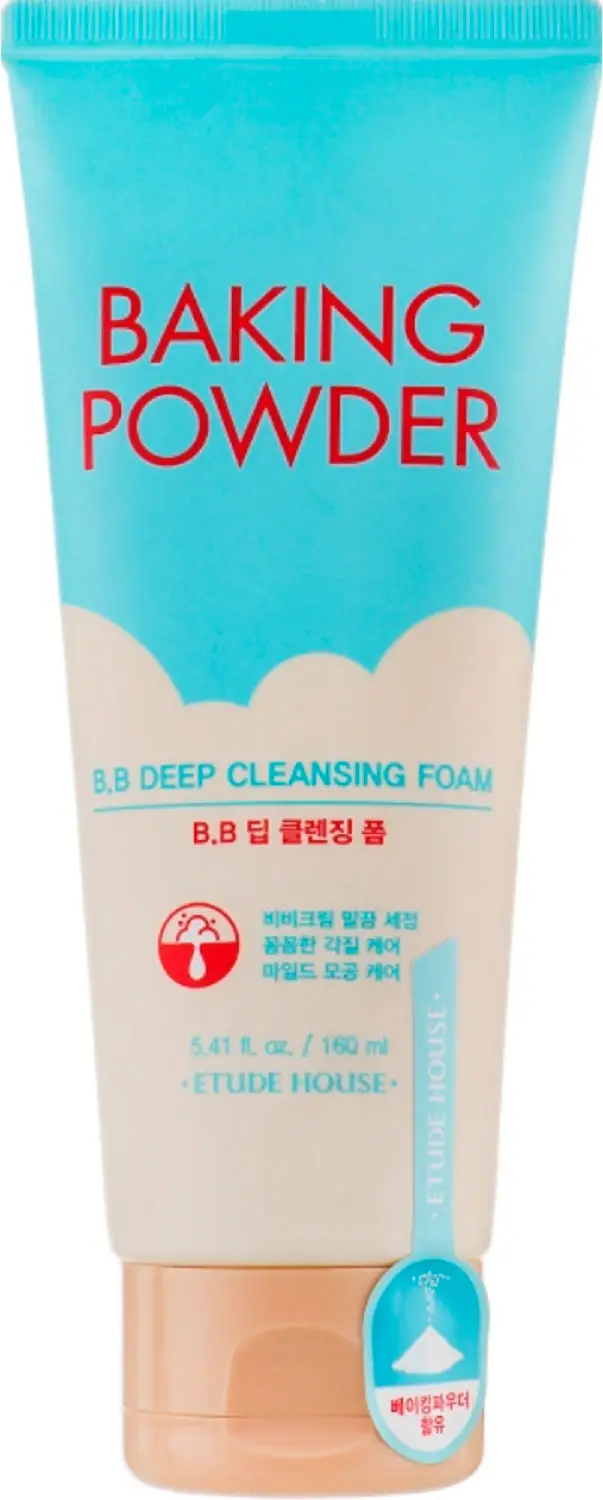 BAKING
POWDER
B.B DEEP CLEANSING FOAM
B.B 딥 클렌징 폼
비비크림 말끔 세정
꼼꼼한 각질 케어
마일드 모공 케어
5.41 fl. oz. / 160 ml
·ETUDE HOUSE·
·ETUDE HOUSE·
베이킹파우더
함유